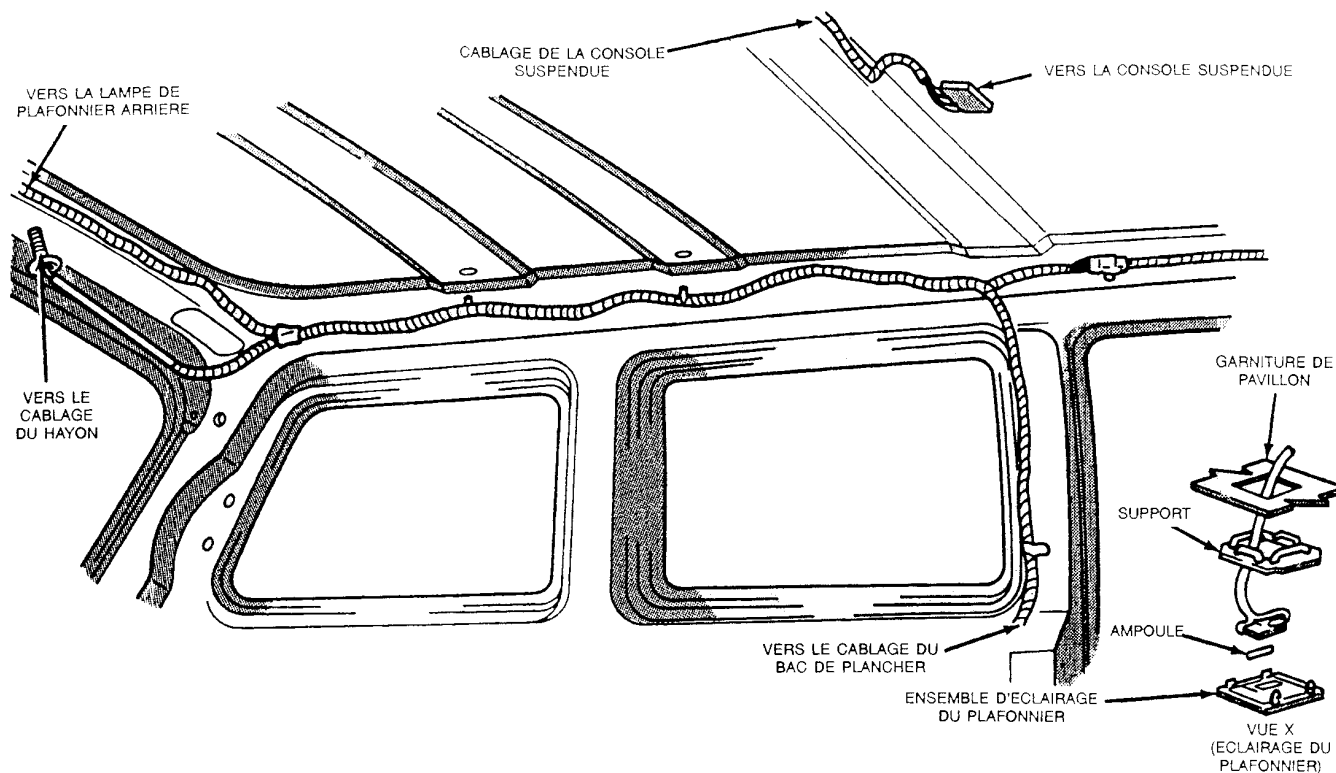 CABLAGE DE LA CONSOLE
SUSPENDUE
VERS LA CONSOLE SUSPENDUE
VERS LA LAMPE DE
PLAFONNIER ARRIERE
VERS LE
CABLAGE
DU HAYON
GARNITURE DE
PAVILLON
SUPPORT
AMPOULE
VERS LE CABLAGE DU
BAC DE PLANCHER
ENSEMBLE D'ECLAIRAGE
DU PLAFONNIER
VUE X
(ECLAIRAGE DU
PLAFONNIER)